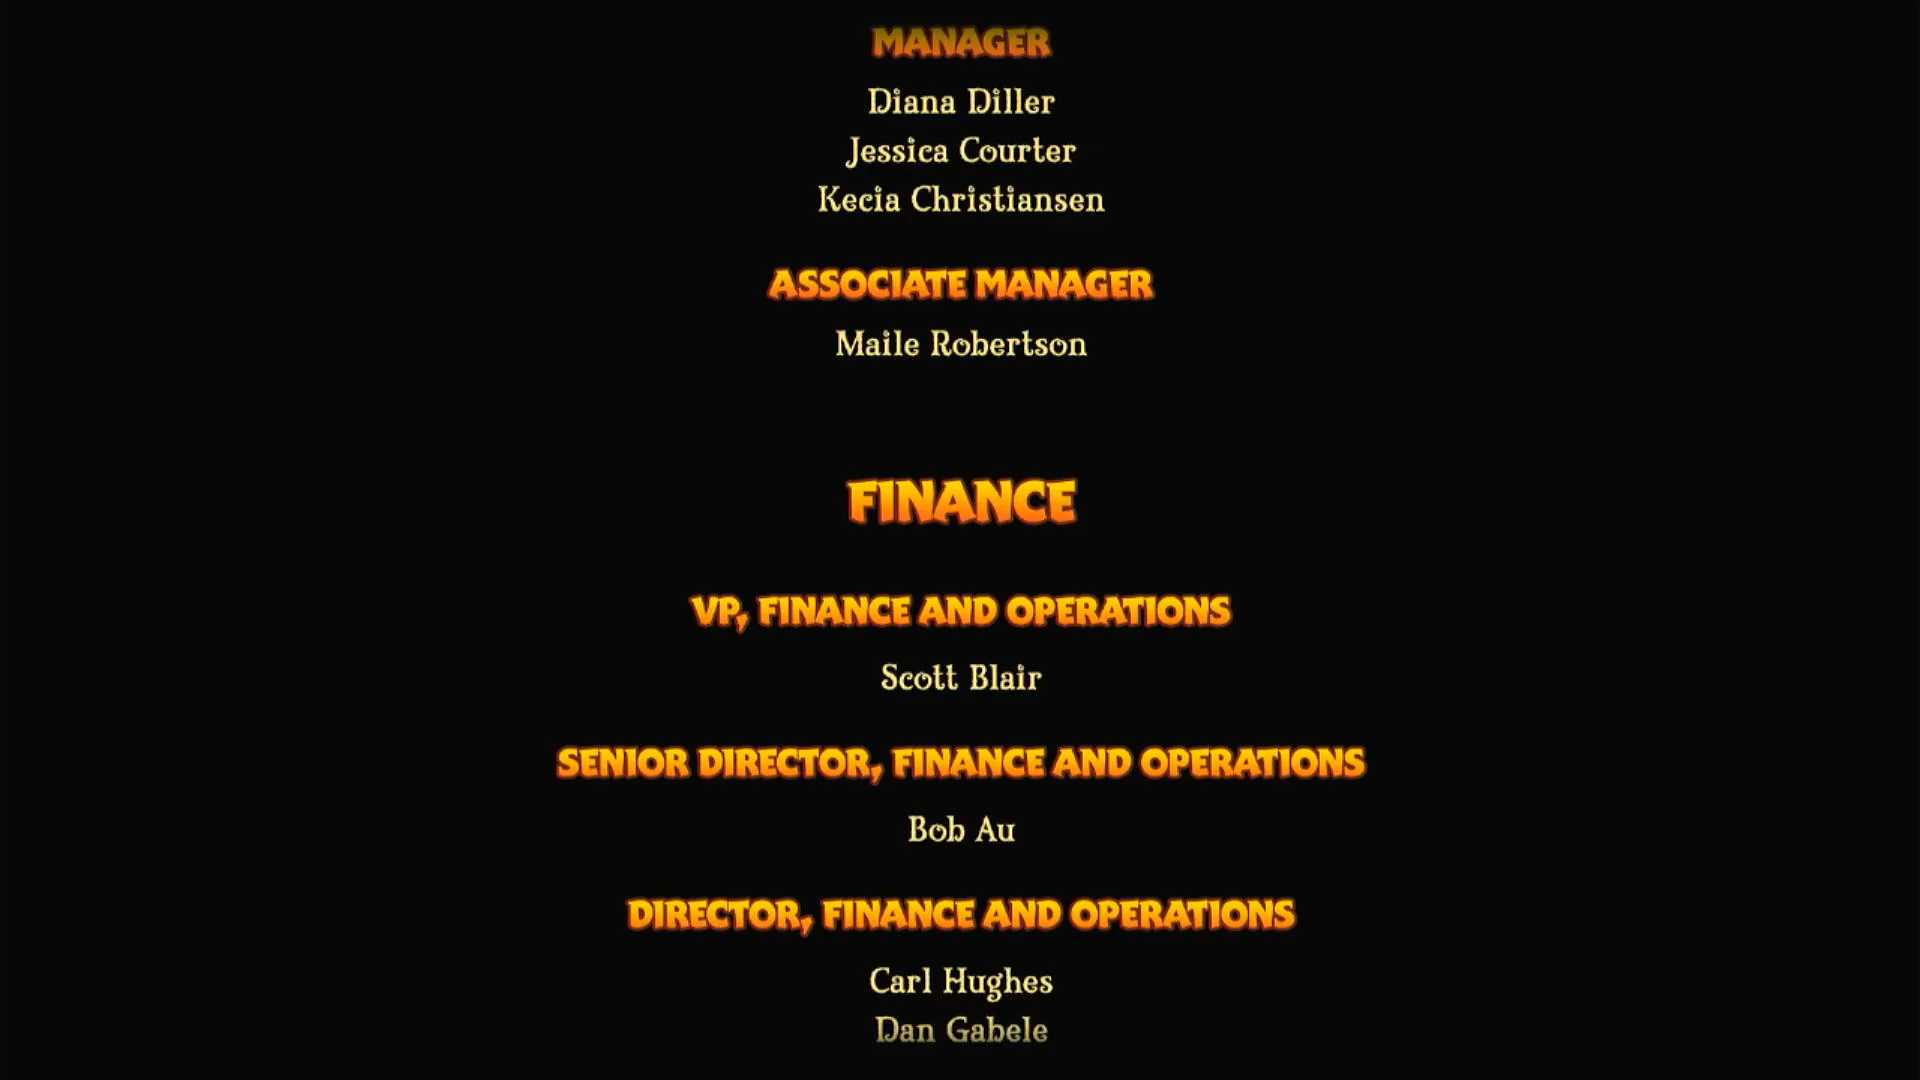 MANAGER
Diana Diller
Jessica Courter
Kecia Christiansen
ASSOCIATE MANAGER
Maile Robertson
FINANCE
VP, FINANCE AND OPERATIONS
Scott Blair
SENIOR DIRECTOR, FINANCE AND OPERATIONS
Bob Au
DIRECTOR, FINANCE AND OPERATIONS
Carl Hughes
Dan Gabele